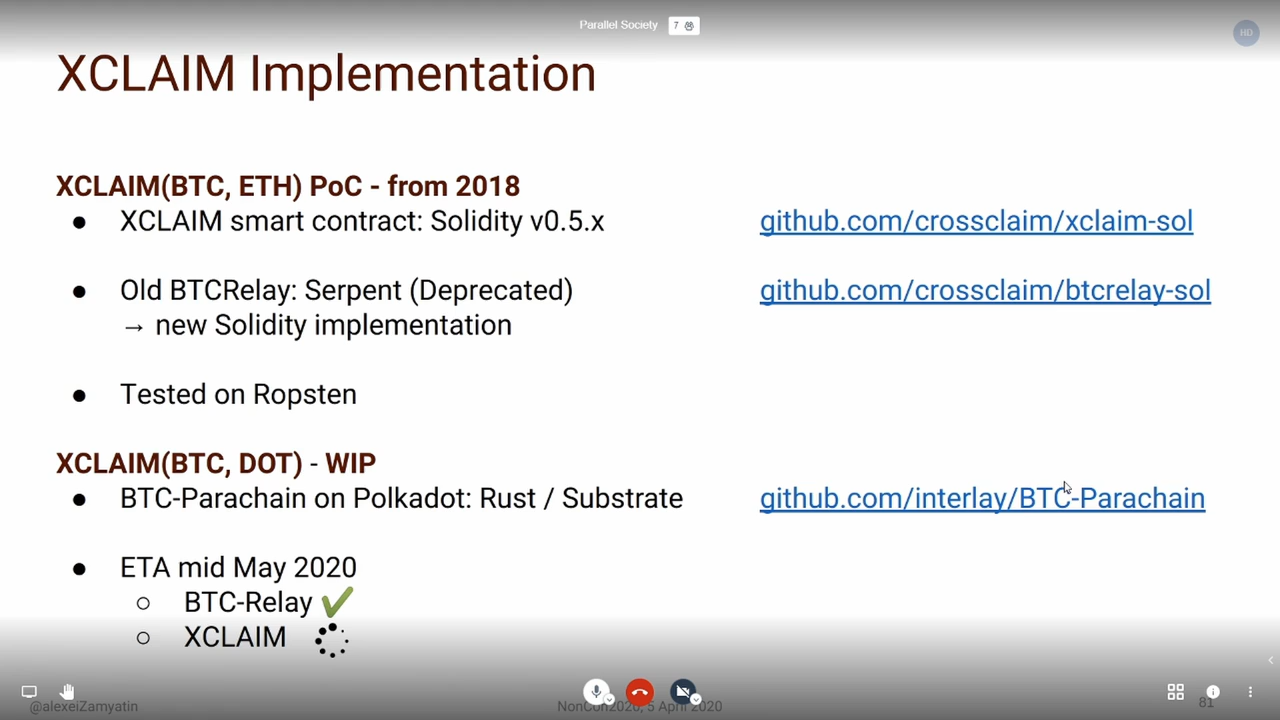 Parallel Society 7
HD
XCLAIM Implementation
XCLAIM(BTC, ETH) PoC - from 2018
● XCLAIM smart contract: Solidity v0.5.x github.com/crossclaim/xclaim-sol
● Old BTCRelay: Serpent (Deprecated) github.com/crossclaim/btcrelay-sol
→ new Solidity implementation
● Tested on Ropsten
XCLAIM(BTC, DOT) - WIP
● BTC-Parachain on Polkadot: Rust / Substrate github.com/interlay/BTC-Parachain
● ETA mid May 2020
○ BTC-Relay ✔
○ XCLAIM
@alexeiZamyatin NonCon2020, 5 April 2020 81